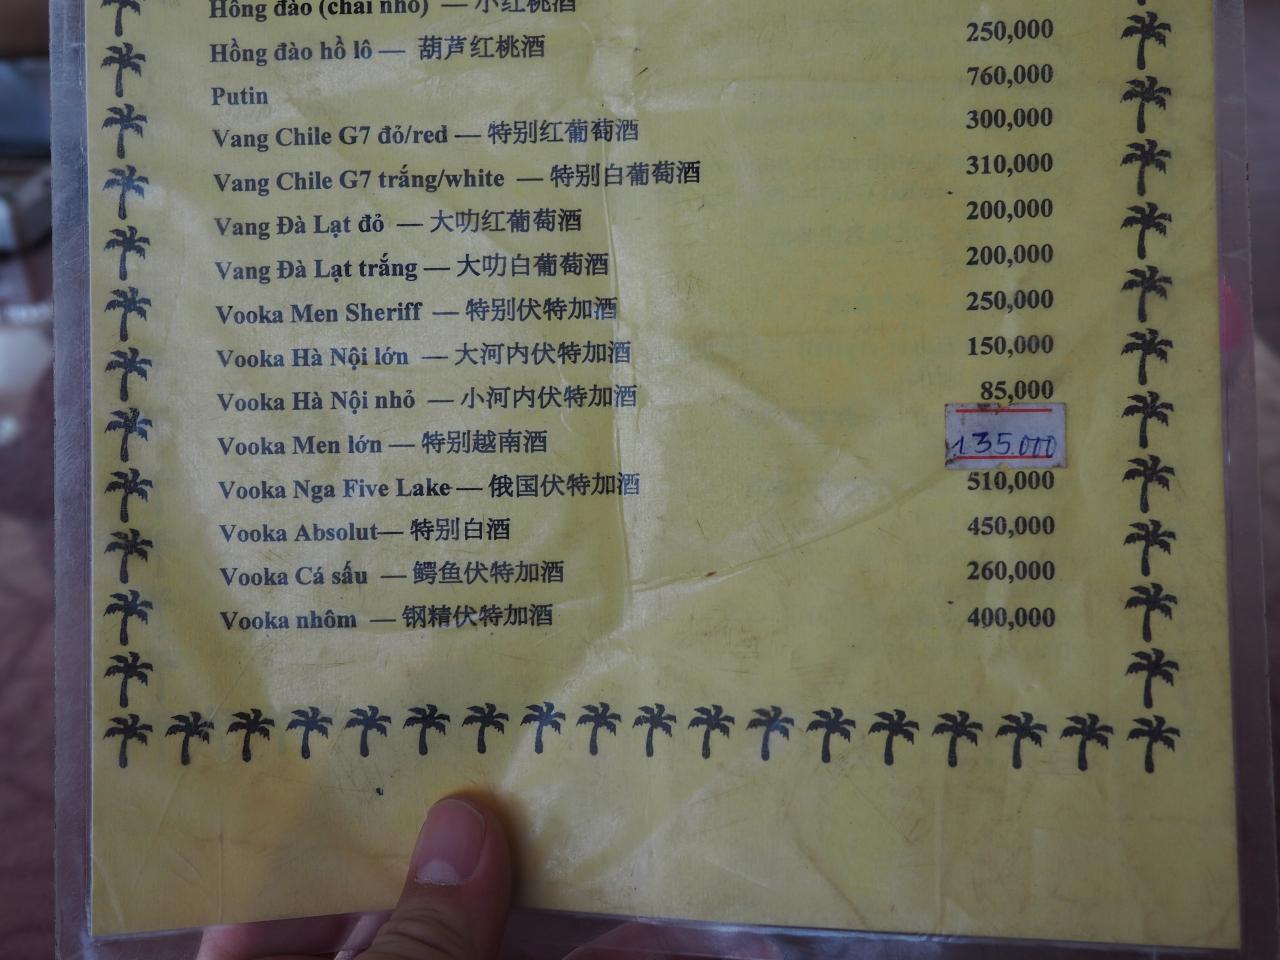 Hồng đào (chai nhỏ) — 小红桃酒
Hồng đào hồ lô — 葫芦红桃酒 250,000
Putin 760,000
Vang Chile G7 đỏ/red — 特别红葡萄酒 300,000
Vang Chile G7 trắng/white — 特别白葡萄酒 310,000
Vang Đà Lạt đỏ — 大叻红葡萄酒 200,000
Vang Đà Lạt trắng — 大叻白葡萄酒 200,000
Vooka Men Sheriff — 特别伏特加酒 250,000
Vooka Hà Nội lớn — 大河内伏特加酒 150,000
Vooka Hà Nội nhỏ — 小河内伏特加酒 85,000
Vooka Men lớn — 特别越南酒 135.000
Vooka Nga Five Lake — 俄国伏特加酒 510,000
Vooka Absolut— 特别白酒 450,000
Vooka Cá sấu — 鳄鱼伏特加酒 260,000
Vooka nhôm — 钢精伏特加酒 400,000